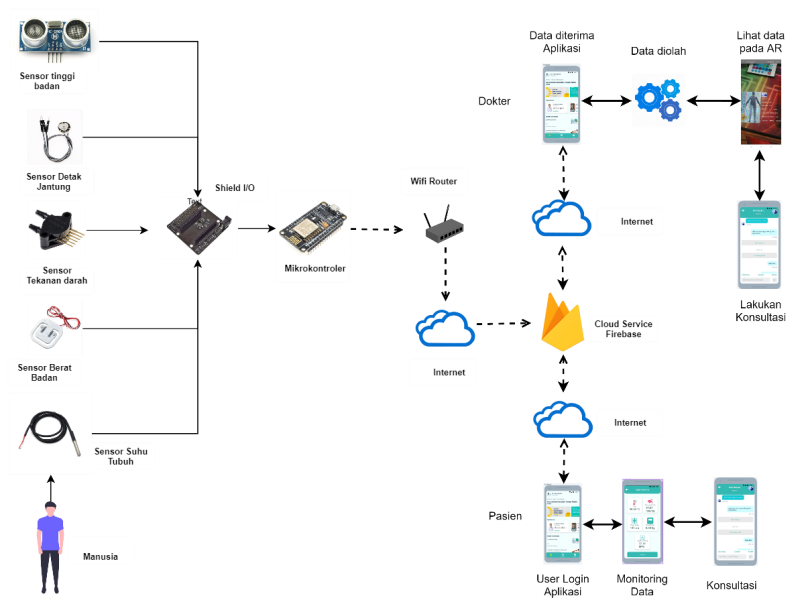 Sensor tinggi
badan
Sensor Detak
Jantung
Sensor
Tekanan darah
Sensor Berat
Badan
Sensor Suhu
Tubuh
Manusia
Text
Shield I/O
Mikrokontroler
Wifi Router
Internet
Cloud Service
Firebase
Internet
Dokter
Data diterima
Aplikasi
Data diolah
Lihat data
pada AR
Lakukan
Konsultasi
Internet
Pasien
User Login
Aplikasi
Monitoring
Data
Konsultasi